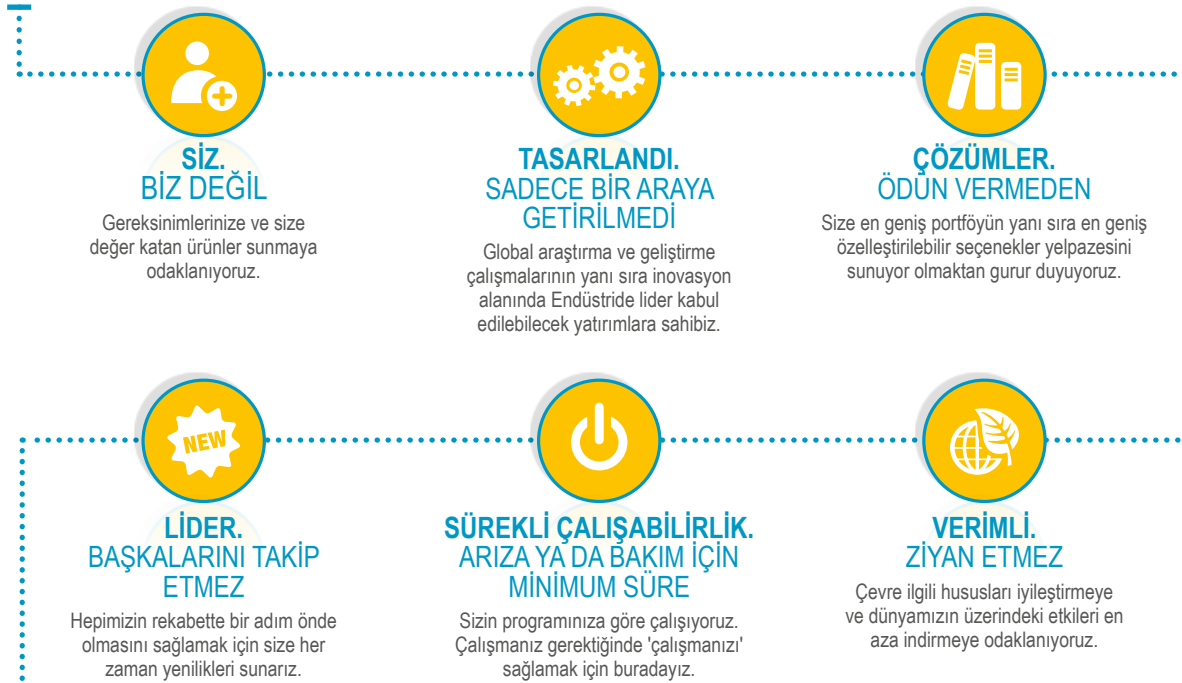 SİZ.
BİZ DEĞİL
Gereksinimlerinize ve size
değer katan ürünler sunmaya
odaklanıyoruz.
TASARLANDI.
SADECE BİR ARAYA
GETİRİLMEDİ
Global araştırma ve geliştirme
çalışmalarının yanı sıra inovasyon
alanında Endüstride lider kabul
edilebilecek yatırımlara sahibiz.
ÇÖZÜMLER.
ÖDÜN VERMEDEN
Size en geniş portföyün yanı sıra en geniş
özelleştirilebilir seçenekler yelpazesini
sunuyor olmaktan gurur duyuyoruz.
NEW
LİDER.
BAŞKALARINI TAKİP
ETMEZ
Hepimizin rekabette bir adım önde
olmasını sağlamak için size her
zaman yenilikleri sunarız.
SÜREKLİ ÇALIŞABİLİRLİK.
ARIZA YA DA BAKIM İÇİN
MİNİMUM SÜRE
Sizin programınıza göre çalışıyoruz.
Çalışmanız gerektiğinde 'çalışmanızı'
sağlamak için buradayız.
VERİMLİ.
ZİYAN ETMEZ
Çevre ilgili hususları iyileştirmeye
ve dünyamızın üzerindeki etkileri en
aza indirmeye odaklanıyoruz.